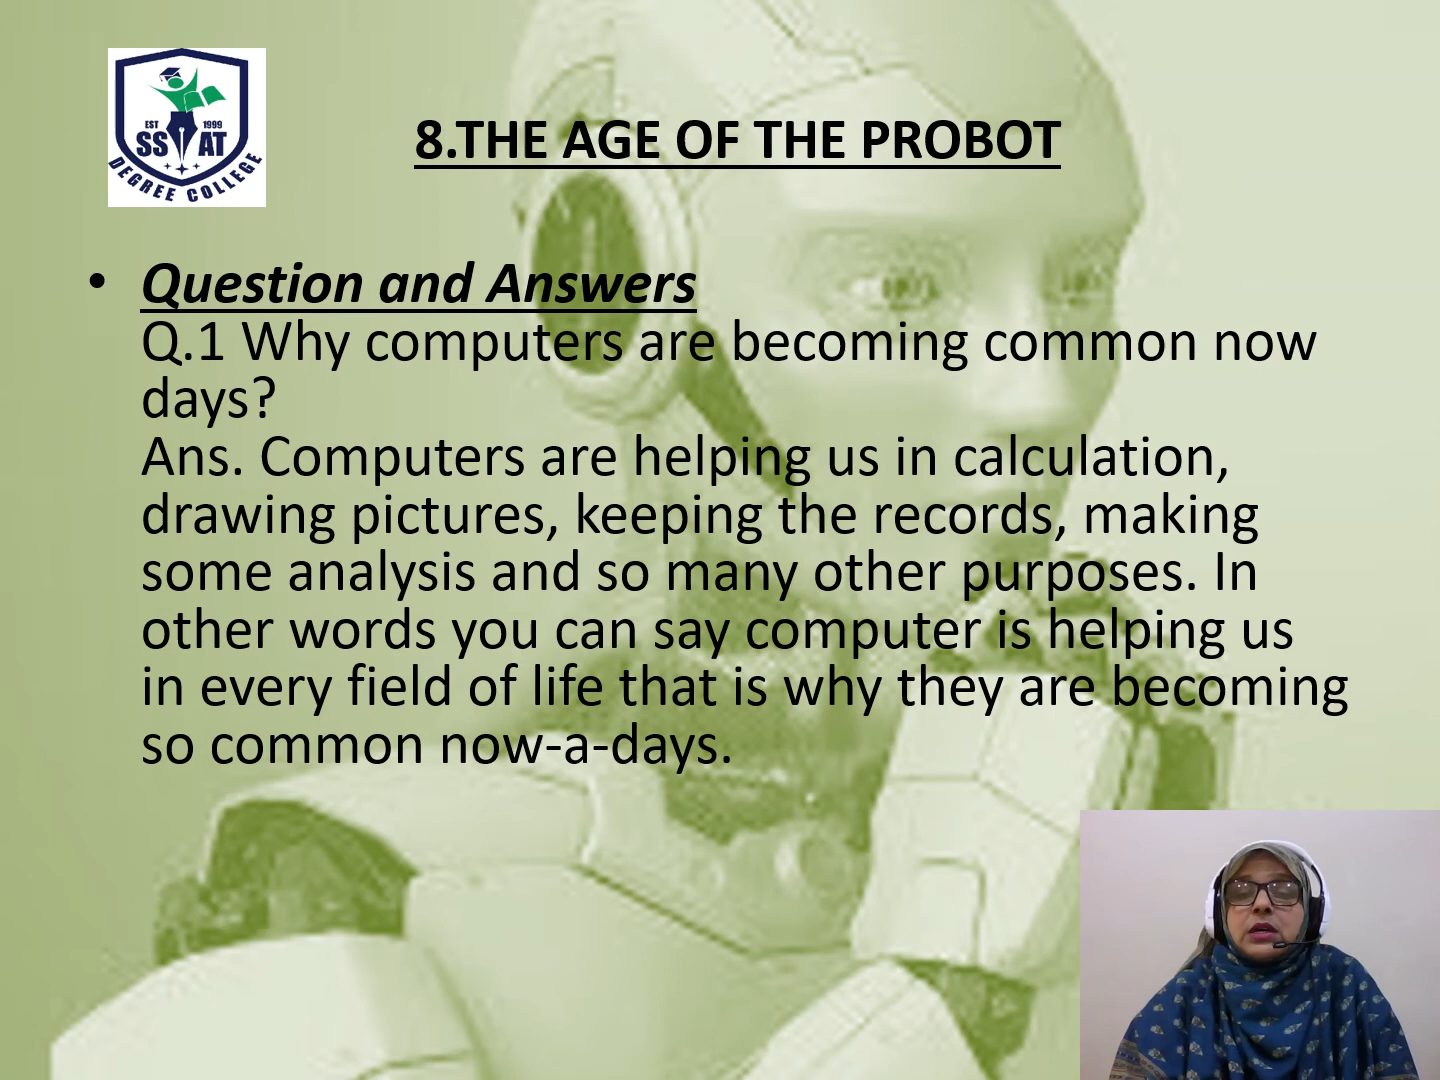 EST 1999
SS AT
DEGREE COLLEGE
8.THE AGE OF THE PROBOT
• Question and Answers
Q.1 Why computers are becoming common now
days?
Ans. Computers are helping us in calculation,
drawing pictures, keeping the records, making
some analysis and so many other purposes. In
other words you can say computer is helping us
in every field of life that is why they are becoming
so common now-a-days.